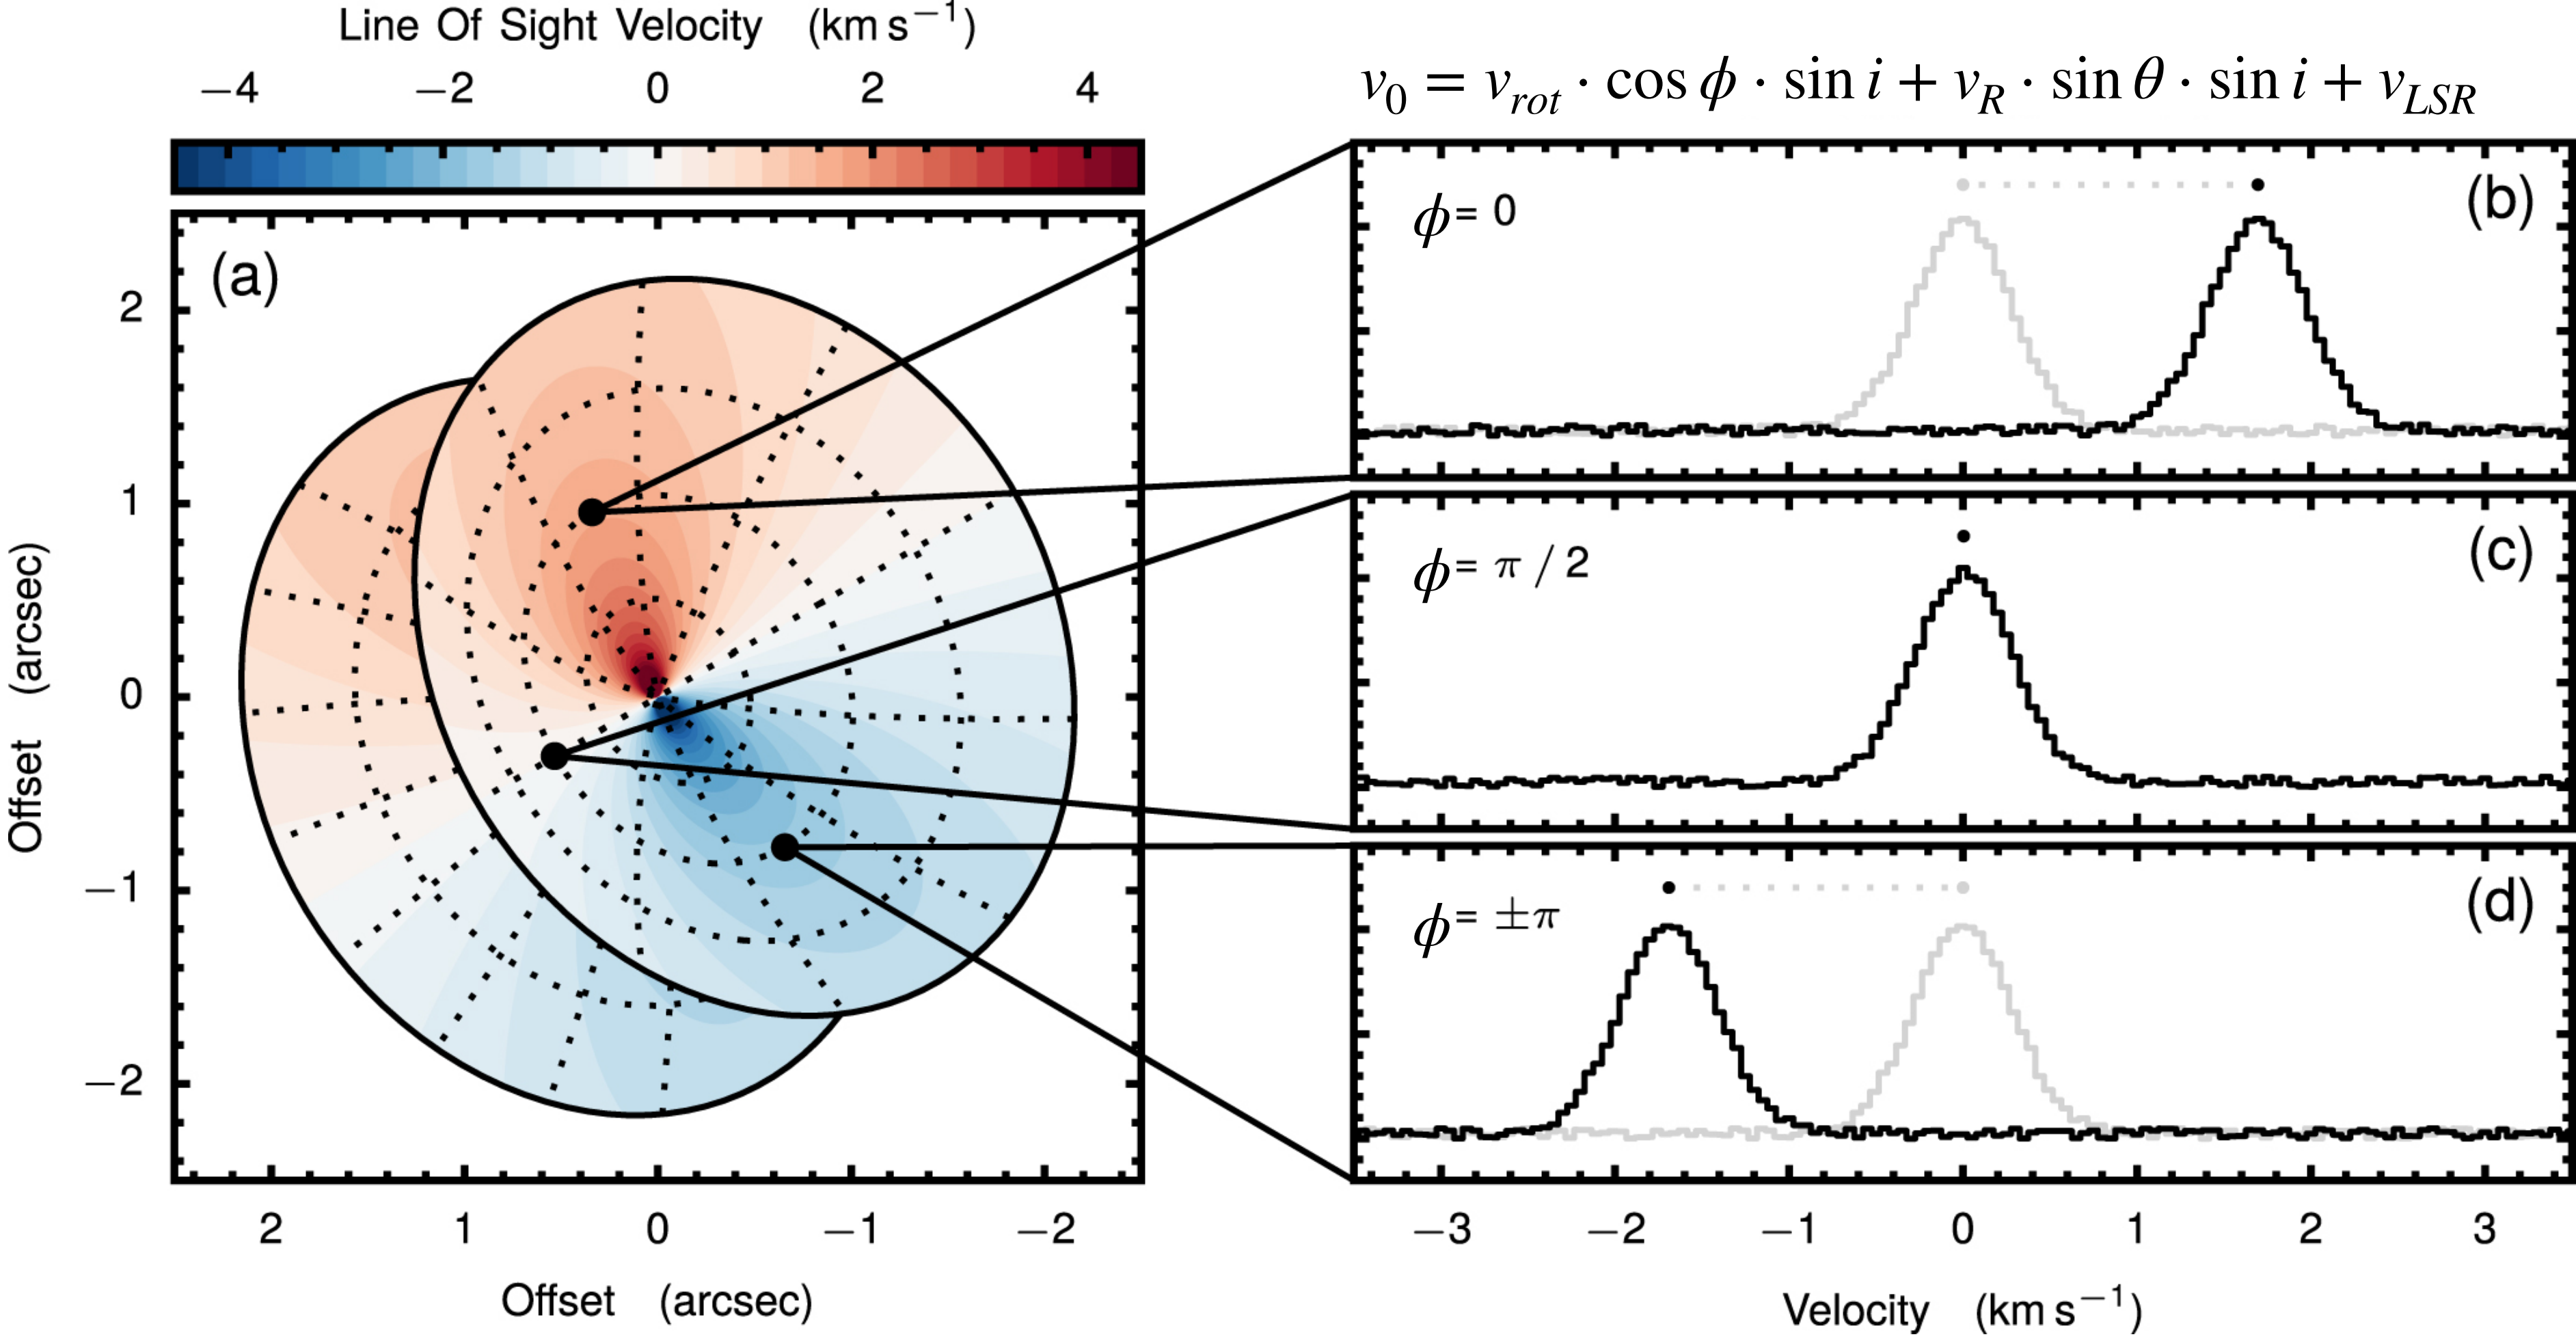 Line Of Sight Velocity (km s⁻¹)
−4 −2 0 2 4
(a)
2
1
0
−1
−2
Offset (arcsec)
2 1 0 −1 −2
Offset (arcsec)
v₀ = v_rot · cos ϕ · sin i + v_R · sin θ · sin i + v_LSR
ϕ = 0
(b)
ϕ = π / 2
(c)
ϕ = ±π
(d)
−3 −2 −1 0 1 2 3
Velocity (km s⁻¹)